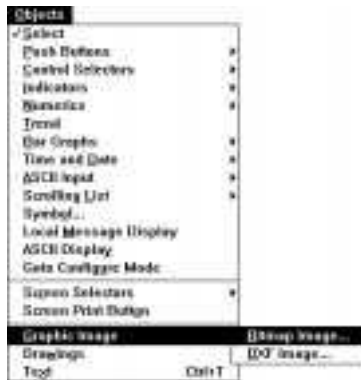 Objects
✓Select
Push Buttons
Control Selectors
Indicators
Numerics
Trend
Bar Graphs
Time and Date
ASCII Input
Scrolling List
Symbol...
Local Message Display
ASCII Display
Goto Configure Mode
Screen Selectors
Screen Print Button
Graphic Image
Bitmap Image...
Drawings
DXF Image...
Text Ctrl+T